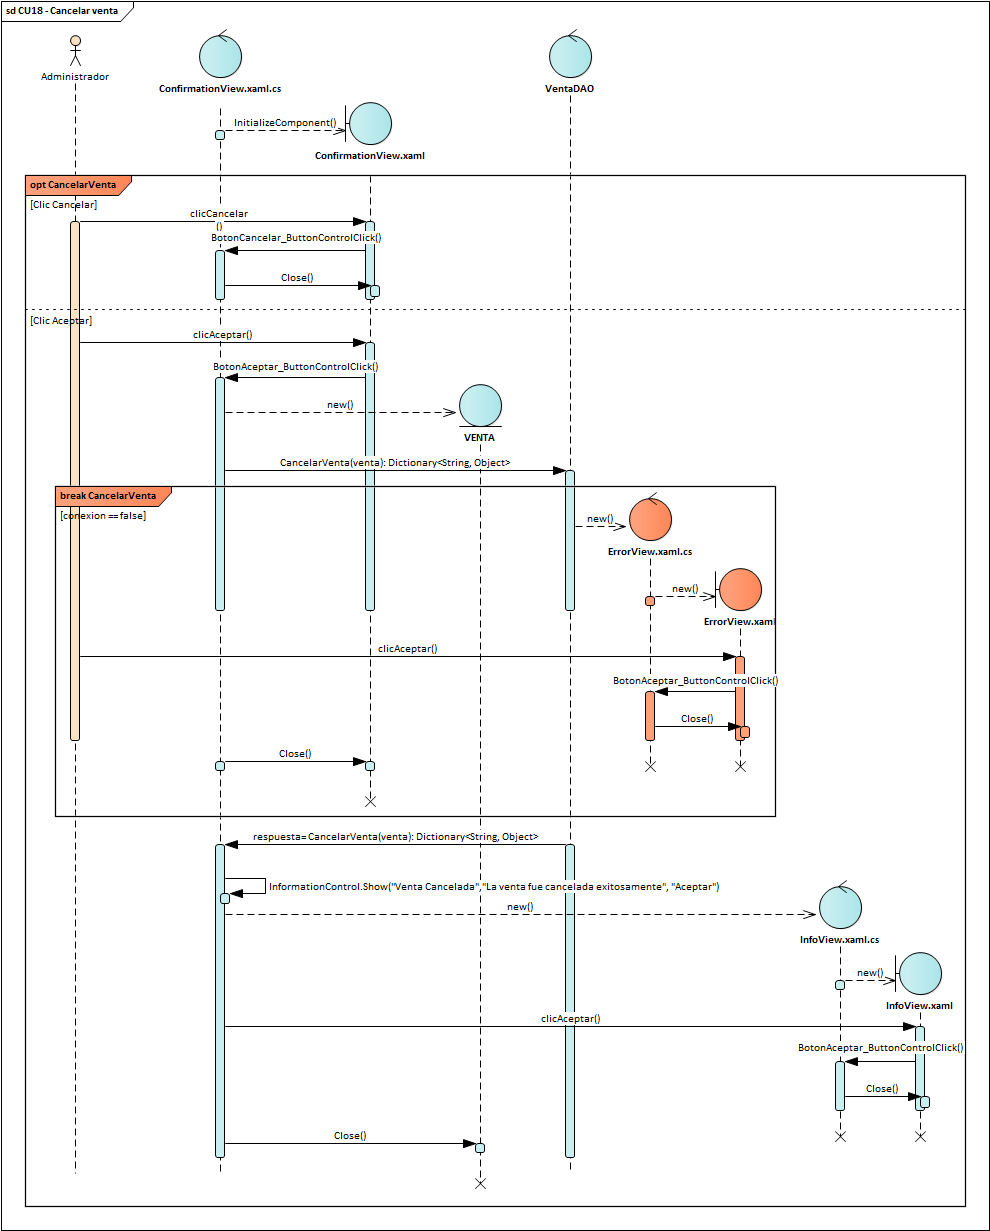 sd CU18 - Cancelar venta
Administrador
ConfirmationView.xaml.cs
VentaDAO
InitializeComponent()
ConfirmationView.xaml
opt CancelarVenta
[Clic Cancelar]
clicCancelar
()
BotonCancelar_ButtonControlClick()
Close()
[Clic Aceptar]
clicAceptar()
BotonAceptar_ButtonControlClick()
new()
VENTA
CancelarVenta(venta): Dictionary<String, Object>
break CancelarVenta
[conexion ==false]
new()
ErrorView.xaml.cs
new()
ErrorView.xaml
clicAceptar()
BotonAceptar_ButtonControlClick()
Close()
Close()
respuesta= CancelarVenta(venta): Dictionary<String, Object>
InformationControl.Show("Venta Cancelada","La venta fue cancelada exitosamente", "Aceptar")
new()
InfoView.xaml.cs
new()
InfoView.xaml
clicAceptar()
BotonAceptar_ButtonControlClick()
Close()
Close()